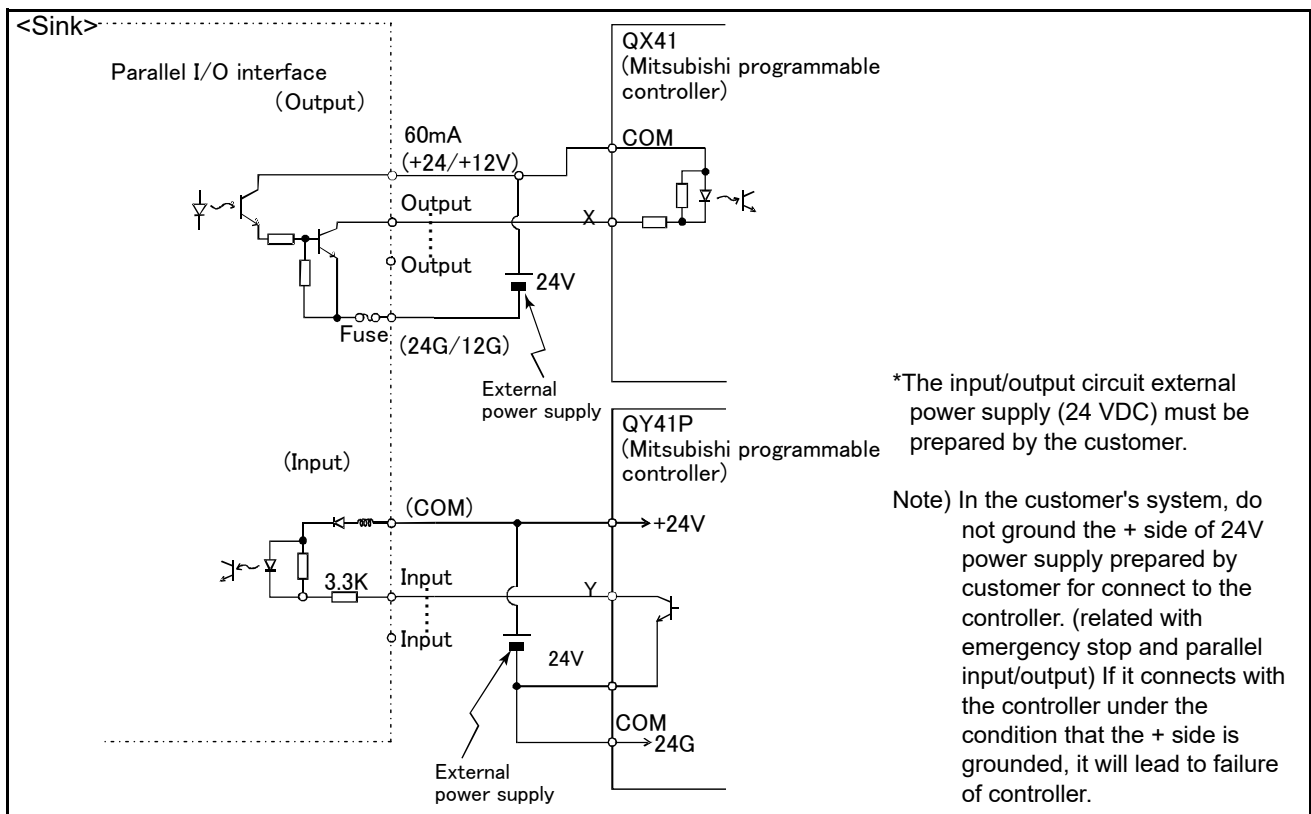 <Sink>
Parallel I/O interface
(Output)
QX41
(Mitsubishi programmable
controller)
60mA
(+24/+12V)
COM
Output
X
Output
24V
Fuse
(24G/12G)
External
power supply
QY41P
(Mitsubishi programmable
controller)
(Input)
(COM)
+24V
3.3K
Input
Y
Input
24V
COM
24G
External
power supply
*The input/output circuit external
power supply (24 VDC) must be
prepared by the customer.
Note) In the customer's system, do
not ground the + side of 24V
power supply prepared by
customer for connect to the
controller. (related with
emergency stop and parallel
input/output) If it connects with
the controller under the
condition that the + side is
grounded, it will lead to failure
of controller.